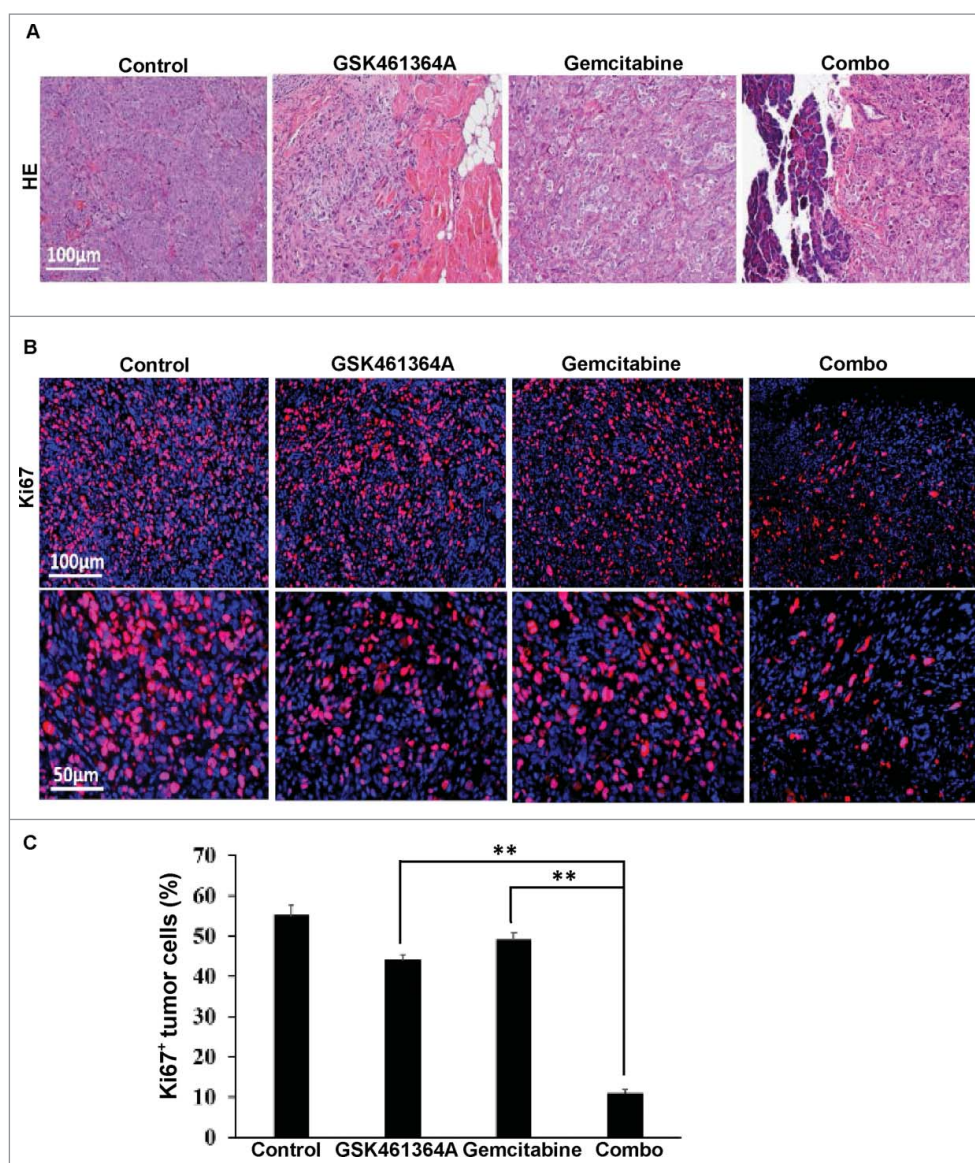 A
Control GSK461364A Gemcitabine Combo
HE
100µm
B
Control GSK461364A Gemcitabine Combo
Ki67
100µm
50µm
C
Ki67+ tumor cells (%)
70
60
50
40
30
20
10
0
**
**
Control GSK461364A Gemcitabine Combo